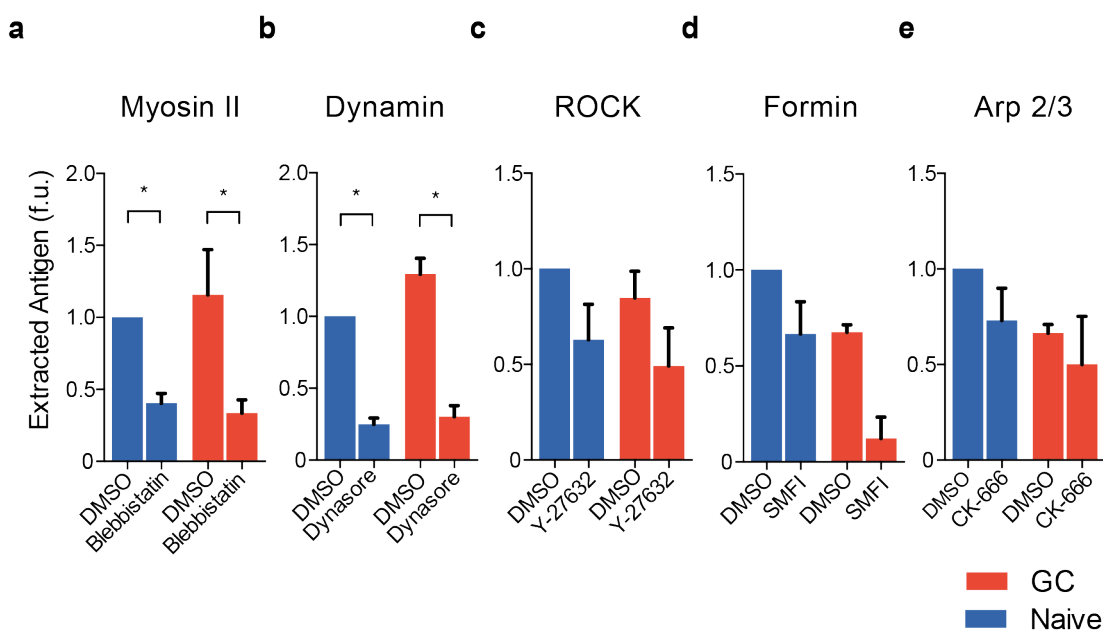 a b c d e
Myosin II Dynamin ROCK Formin Arp 2/3
Extracted Antigen (f.u.)
2.0
1.5
1.0
0.5
0
* *
DMSO
Blebbistatin
DMSO
Blebbistatin
2.0
1.5
1.0
0.5
0
* *
DMSO
Dynasore
DMSO
Dynasore
1.5
1.0
0.5
0
DMSO
Y-27632
DMSO
Y-27632
1.5
1.0
0.5
0
DMSO
SMFI
DMSO
SMFI
1.5
1.0
0.5
0
DMSO
CK-666
DMSO
CK-666
GC
Naive